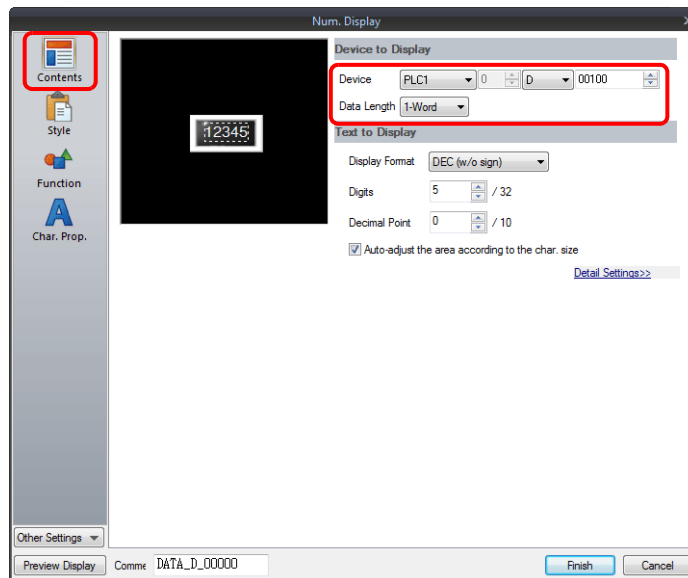 Num. Display
Contents
Style
Function
Char. Prop.
12345
Device to Display
Device PLC1 0 D 00100
Data Length 1-Word
Text to Display
Display Format DEC (w/o sign)
Digits 5 / 32
Decimal Point 0 / 10
Auto-adjust the area according to the char. size
Detail Settings>>
Other Settings
Preview Display Comme DATA_D_00000 Finish Cancel